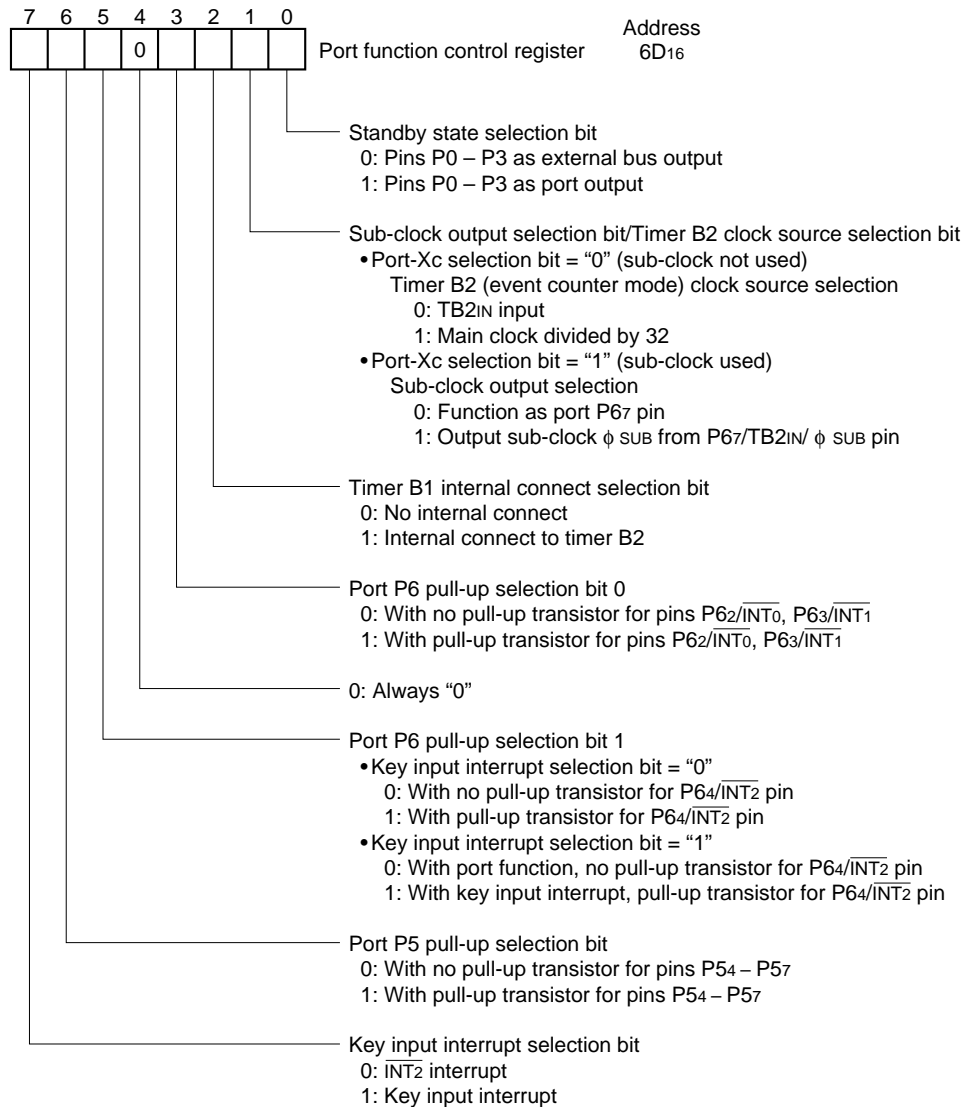 7 6 5 4 3 2 1 0
Address
0 Port function control register 6D16
Standby state selection bit
0: Pins P0 – P3 as external bus output
1: Pins P0 – P3 as port output
Sub-clock output selection bit/Timer B2 clock source selection bit
•Port-Xc selection bit = “0” (sub-clock not used)
Timer B2 (event counter mode) clock source selection
0: TB2IN input
1: Main clock divided by 32
•Port-Xc selection bit = “1” (sub-clock used)
Sub-clock output selection
0: Function as port P67 pin
1: Output sub-clock ϕ SUB from P67/TB2IN/ ϕ SUB pin
Timer B1 internal connect selection bit
0: No internal connect
1: Internal connect to timer B2
Port P6 pull-up selection bit 0
0: With no pull-up transistor for pins P62/INT0, P63/INT1
1: With pull-up transistor for pins P62/INT0, P63/INT1
0: Always “0”
Port P6 pull-up selection bit 1
•Key input interrupt selection bit = “0”
0: With no pull-up transistor for P64/INT2 pin
1: With pull-up transistor for P64/INT2 pin
•Key input interrupt selection bit = “1”
0: With port function, no pull-up transistor for P64/INT2 pin
1: With key input interrupt, pull-up transistor for P64/INT2 pin
Port P5 pull-up selection bit
0: With no pull-up transistor for pins P54 – P57
1: With pull-up transistor for pins P54 – P57
Key input interrupt selection bit
0: INT2 interrupt
1: Key input interrupt